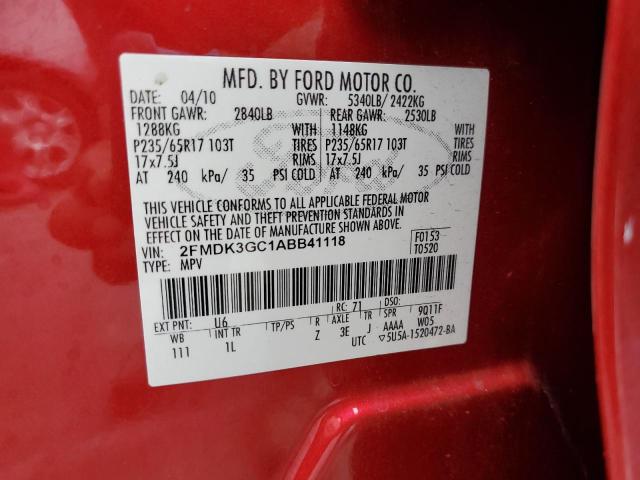 MFD. BY FORD MOTOR CO.
DATE: 04/10 GVWR: 5340LB/ 2422KG
FRONT GAWR: 2840LB REAR GAWR: 2530LB
1288KG WITH 1148KG WITH
P235/65R17 103T TIRES P235/65R17 103T TIRES
17x7.5J RIMS 17x7.5J RIMS
AT 240 kPa/ 35 PSI COLD AT 240 kPa/ 35 PSI COLD
THIS VEHICLE CONFORMS TO ALL APPLICABLE FEDERAL MOTOR
VEHICLE SAFETY AND THEFT PREVENTION STANDARDS IN
EFFECT ON THE DATE OF MANUFACTURE SHOWN ABOVE.
VIN: 2FMDK3GC1ABB41118 F0153
TYPE: MPV T0520
EXT PNT: U6 RC: 71 DSO:
WB INT TR TP/PS R AXLE TR SPR 9Q11F
111 1L Z 3E J AAAA W05
UTC ▽5U5A-1520472-BA
Ford